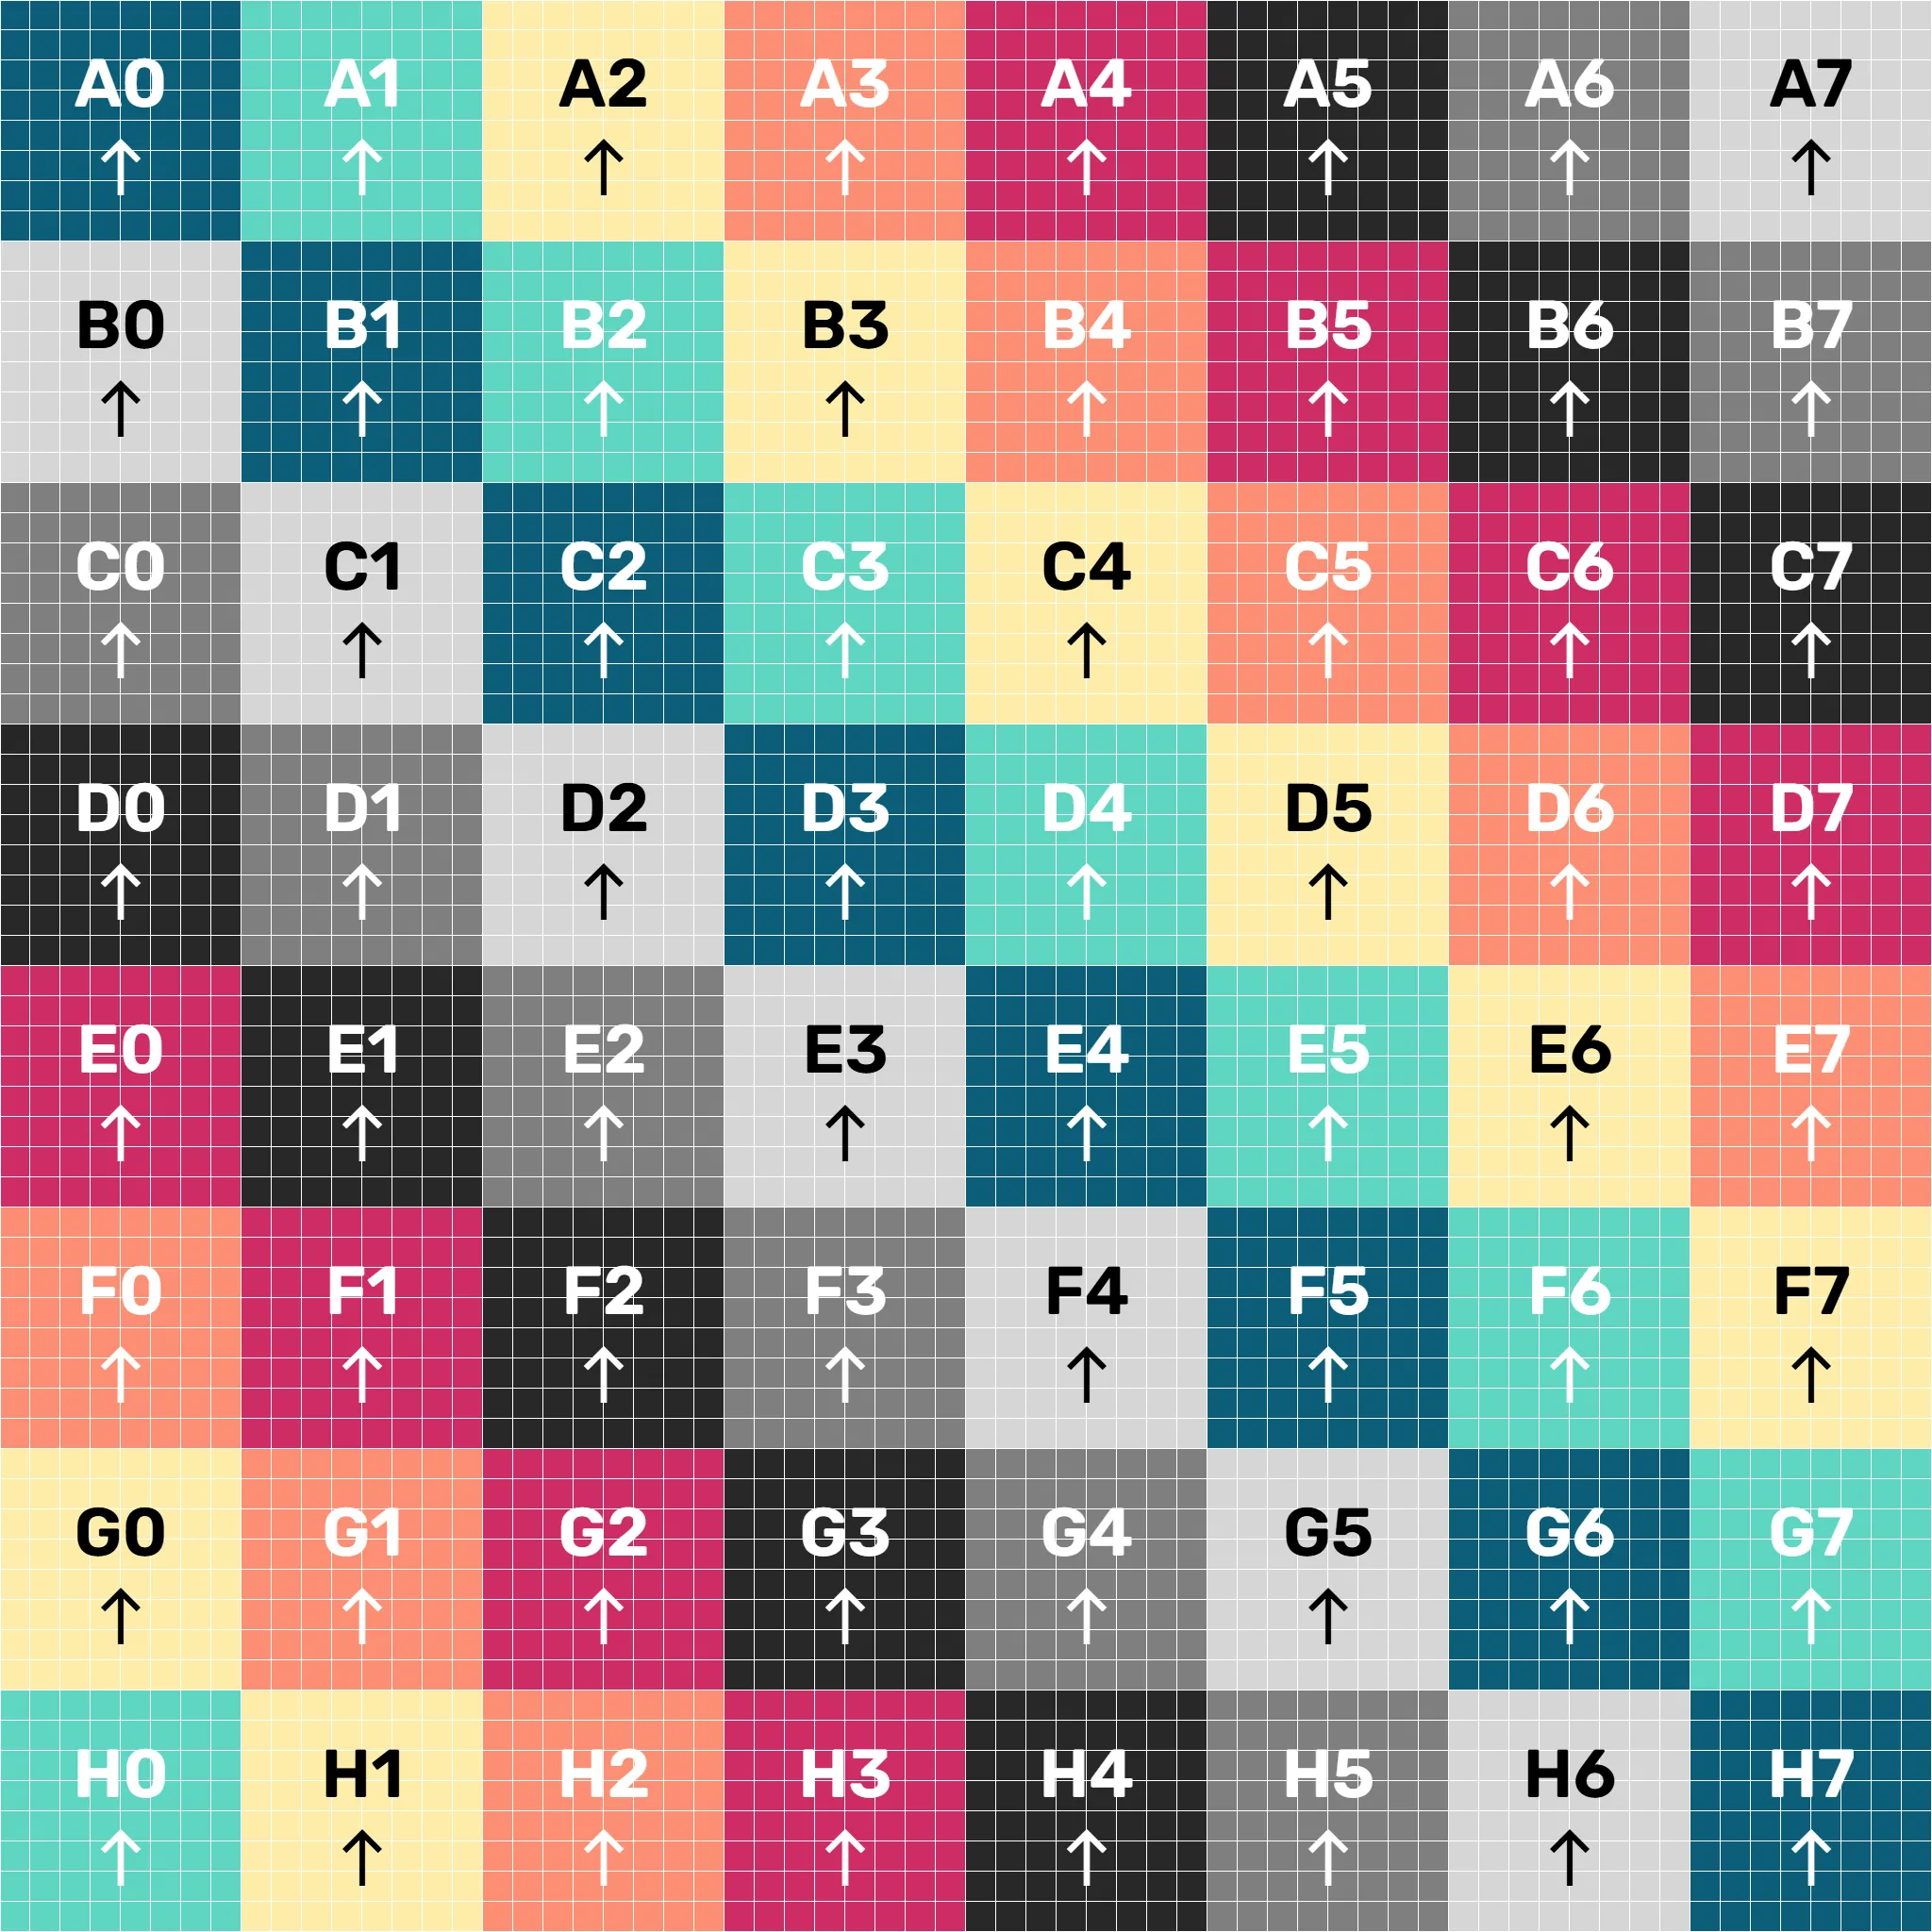 A0 A1 A2 A3 A4 A5 A6 A7
↑ ↑ ↑ ↑ ↑ ↑ ↑ ↑
B0 B1 B2 B3 B4 B5 B6 B7
↑ ↑ ↑ ↑ ↑ ↑ ↑ ↑
C0 C1 C2 C3 C4 C5 C6 C7
↑ ↑ ↑ ↑ ↑ ↑ ↑ ↑
D0 D1 D2 D3 D4 D5 D6 D7
↑ ↑ ↑ ↑ ↑ ↑ ↑ ↑
E0 E1 E2 E3 E4 E5 E6 E7
↑ ↑ ↑ ↑ ↑ ↑ ↑ ↑
F0 F1 F2 F3 F4 F5 F6 F7
↑ ↑ ↑ ↑ ↑ ↑ ↑ ↑
G0 G1 G2 G3 G4 G5 G6 G7
↑ ↑ ↑ ↑ ↑ ↑ ↑ ↑
H0 H1 H2 H3 H4 H5 H6 H7
↑ ↑ ↑ ↑ ↑ ↑ ↑ ↑